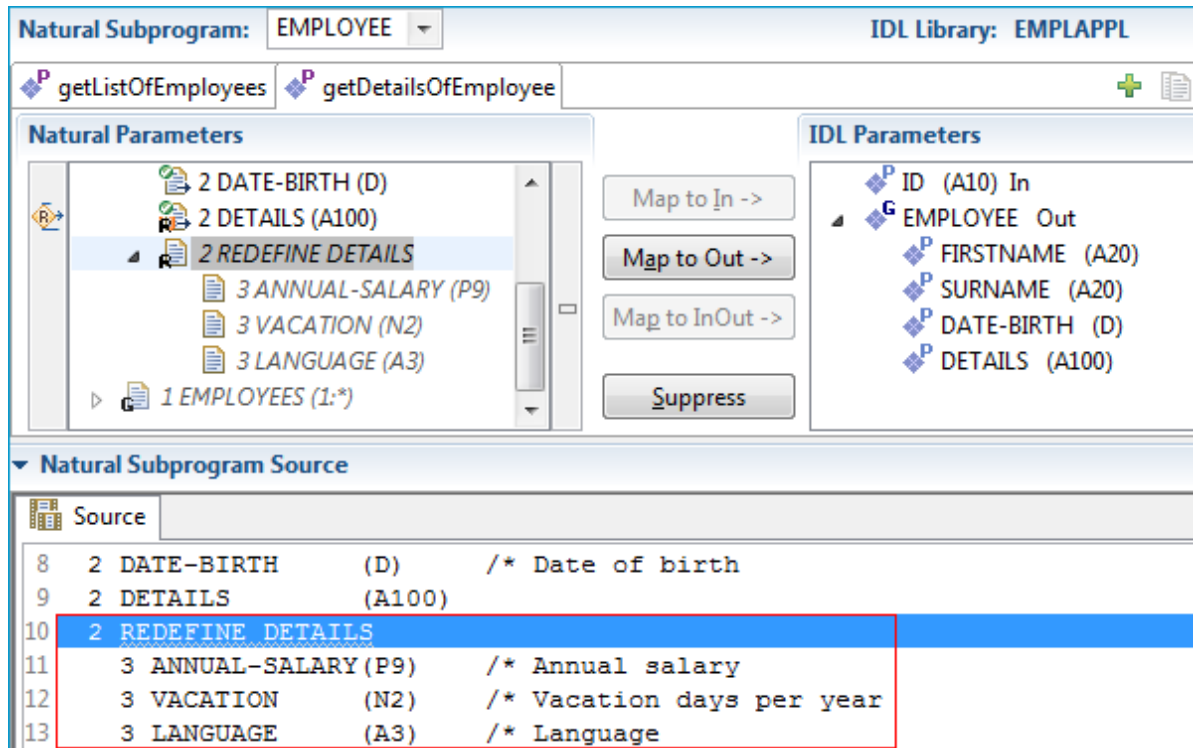 Natural Subprogram: EMPLOYEE IDL Library: EMPLAPPL
getListOfEmployees getDetailsOfEmployee
Natural Parameters
2 DATE-BIRTH (D)
2 DETAILS (A100)
2 REDEFINE DETAILS
3 ANNUAL-SALARY (P9)
3 VACATION (N2)
3 LANGUAGE (A3)
1 EMPLOYEES (1:*)
Map to In ->
Map to Out ->
Map to InOut ->
Suppress
IDL Parameters
ID (A10) In
EMPLOYEE Out
FIRSTNAME (A20)
SURNAME (A20)
DATE-BIRTH (D)
DETAILS (A100)
Natural Subprogram Source
Source
8 2 DATE-BIRTH (D) /* Date of birth
9 2 DETAILS (A100)
10 2 REDEFINE DETAILS
11 3 ANNUAL-SALARY(P9) /* Annual salary
12 3 VACATION (N2) /* Vacation days per year
13 3 LANGUAGE (A3) /* Language